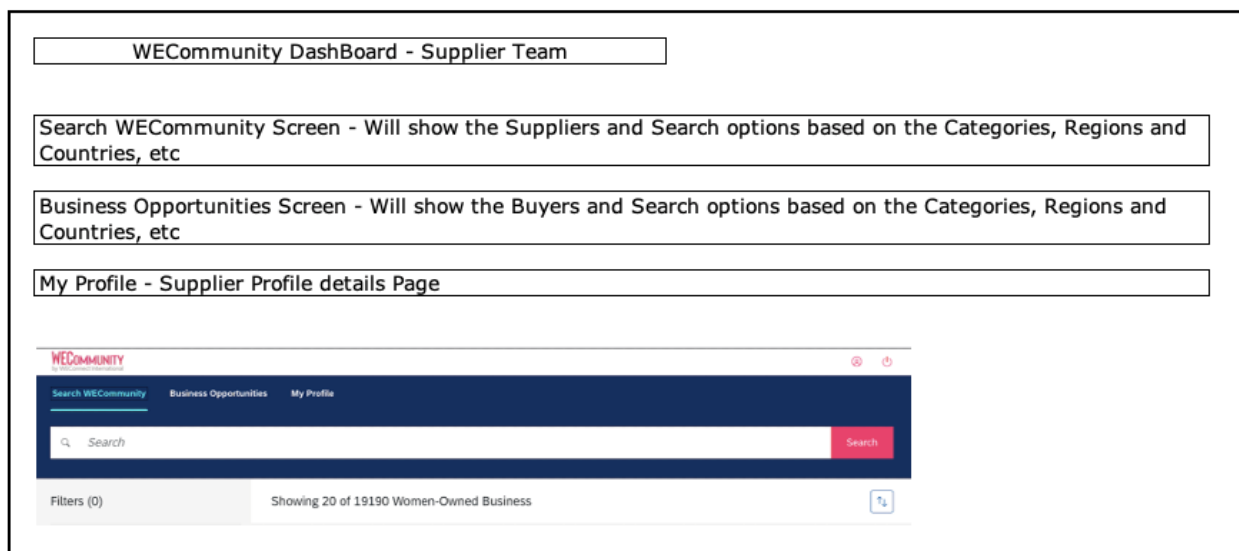 WECommunity DashBoard - Supplier Team
Search WECommunity Screen - Will show the Suppliers and Search options based on the Categories, Regions and
Countries, etc
Business Opportunities Screen - Will show the Buyers and Search options based on the Categories, Regions and
Countries, etc
My Profile - Supplier Profile details Page
WECOMMUNITY
by WEConnect International
Search WECommunity Business Opportunities My Profile
Search Search
Filters (0) Showing 20 of 19190 Women-Owned Business